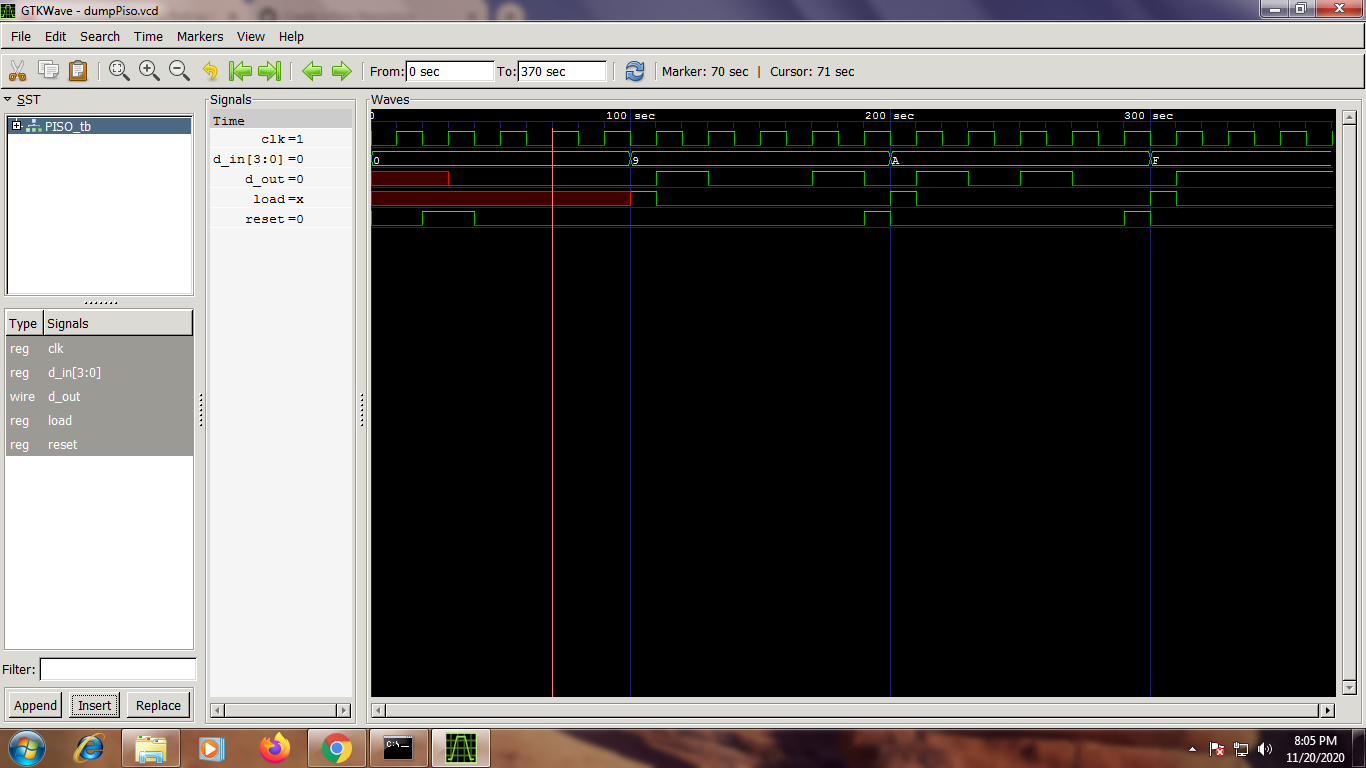 GTKWave - dumpPiso.vcd
File Edit Search Time Markers View Help
From: 0 sec To: 370 sec Marker: 70 sec | Cursor: 71 sec
SST
PISO_tb
Type Signals
reg clk
reg d_in[3:0]
wire d_out
reg load
reg reset
Filter:
Append Insert Replace
Signals
Time
clk =1
d_in[3:0] =0
d_out =0
load =x
reset =0
Waves
0 100 sec 200 sec 300 sec
0 9 A F
C:\
8:05 PM
11/20/2020